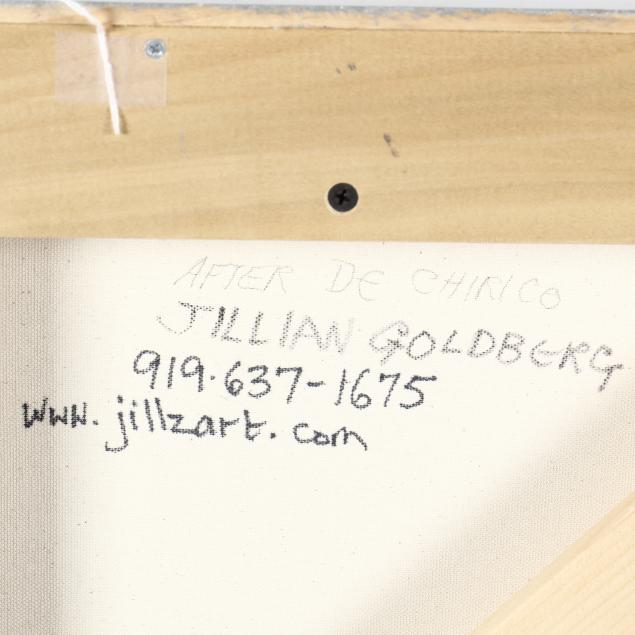 AFTER DE CHIRICO
JILLIAN GOLDBERG
919·637-1675
www.jillzart.com